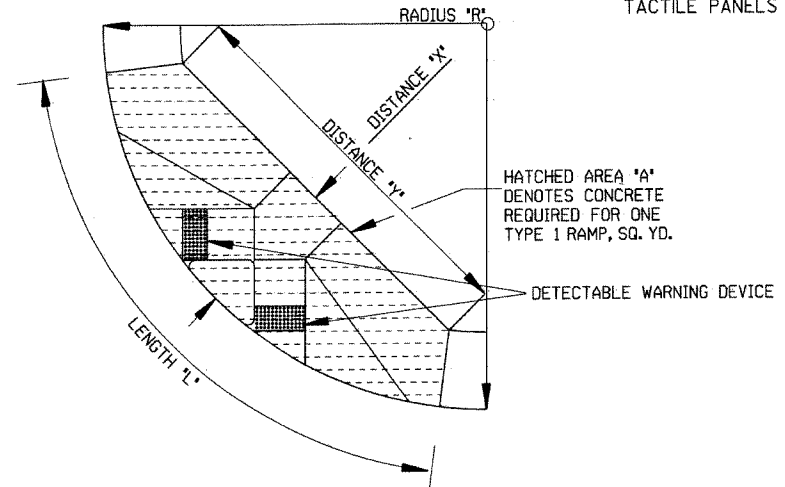 TACTILE PANELS
RADIUS "R"
DISTANCE "X"
DISTANCE "Y"
HATCHED AREA "A"
DENOTES CONCRETE
REQUIRED FOR ONE
TYPE 1 RAMP, SQ. YD.
DETECTABLE WARNING DEVICE
LENGTH "L"